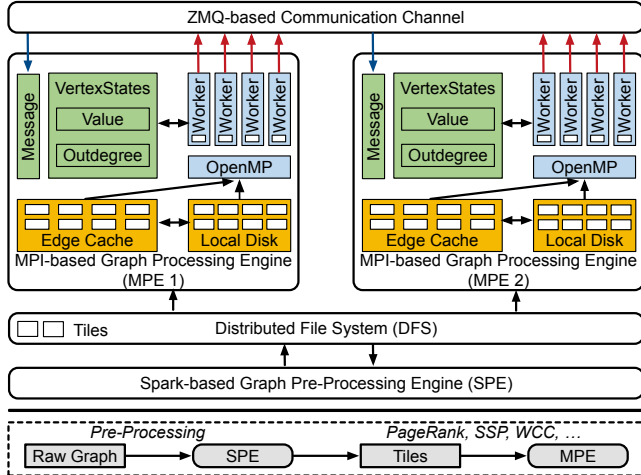 ZMQ-based Communication Channel
Message
VertexStates
Value
Outdegree
Worker
Worker
Worker
Worker
OpenMP
Edge Cache
Local Disk
MPI-based Graph Processing Engine
(MPE 1)
Message
VertexStates
Value
Outdegree
Worker
Worker
Worker
Worker
OpenMP
Edge Cache
Local Disk
MPI-based Graph Processing Engine
(MPE 2)
Tiles
Distributed File System (DFS)
Spark-based Graph Pre-Processing Engine (SPE)
Pre-Processing
PageRank, SSP, WCC, …
Raw Graph
SPE
Tiles
MPE